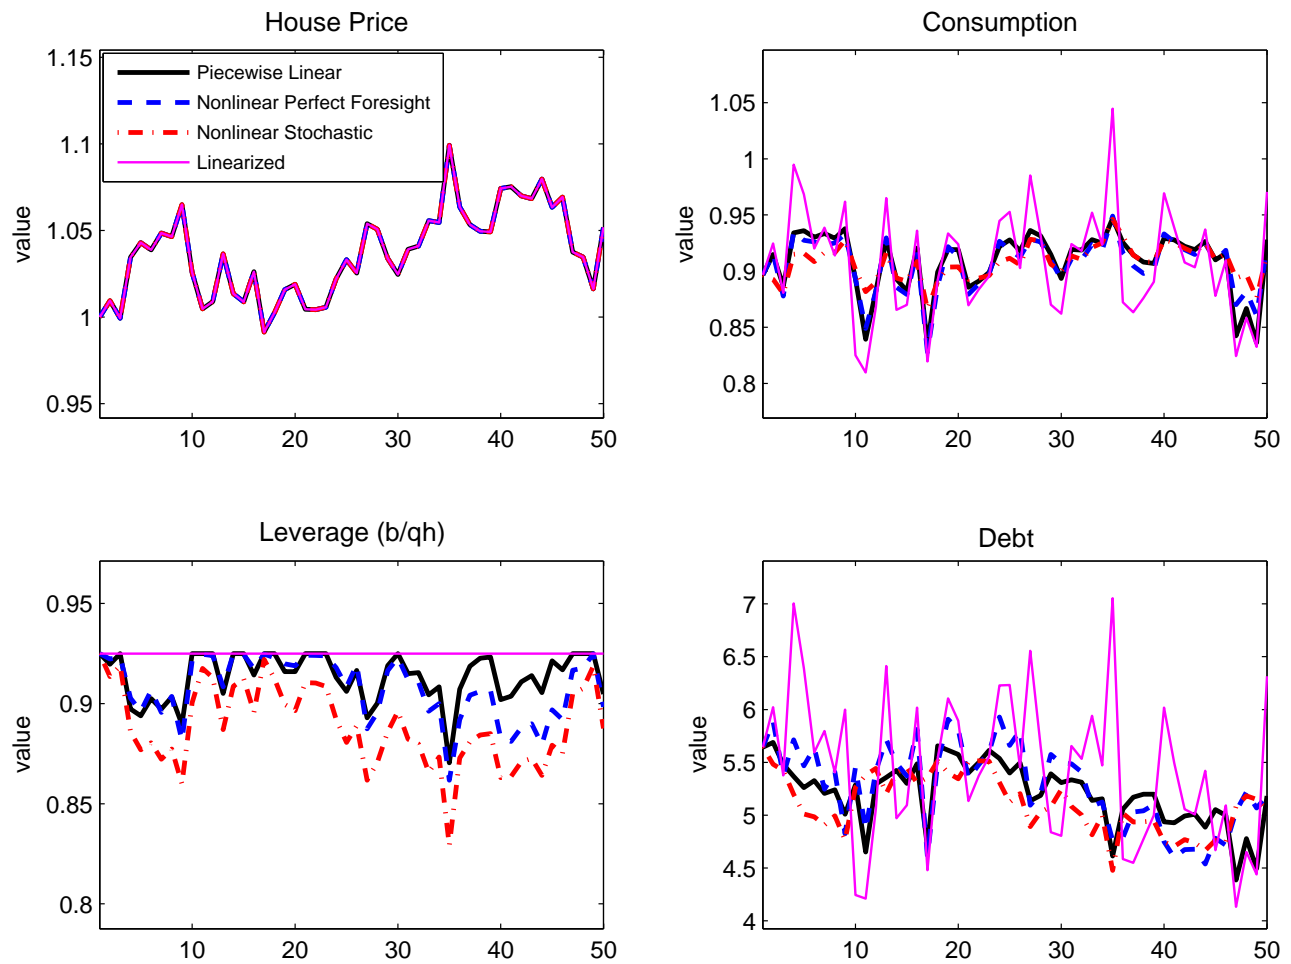 House Price
1.15
1.1
1.05
1
0.95
value
10 20 30 40 50
Piecewise Linear
Nonlinear Perfect Foresight
Nonlinear Stochastic
Linearized
Consumption
1.05
1
0.95
0.9
0.85
0.8
value
10 20 30 40 50
Leverage (b/qh)
0.95
0.9
0.85
0.8
value
10 20 30 40 50
Debt
7
6.5
6
5.5
5
4.5
4
value
10 20 30 40 50